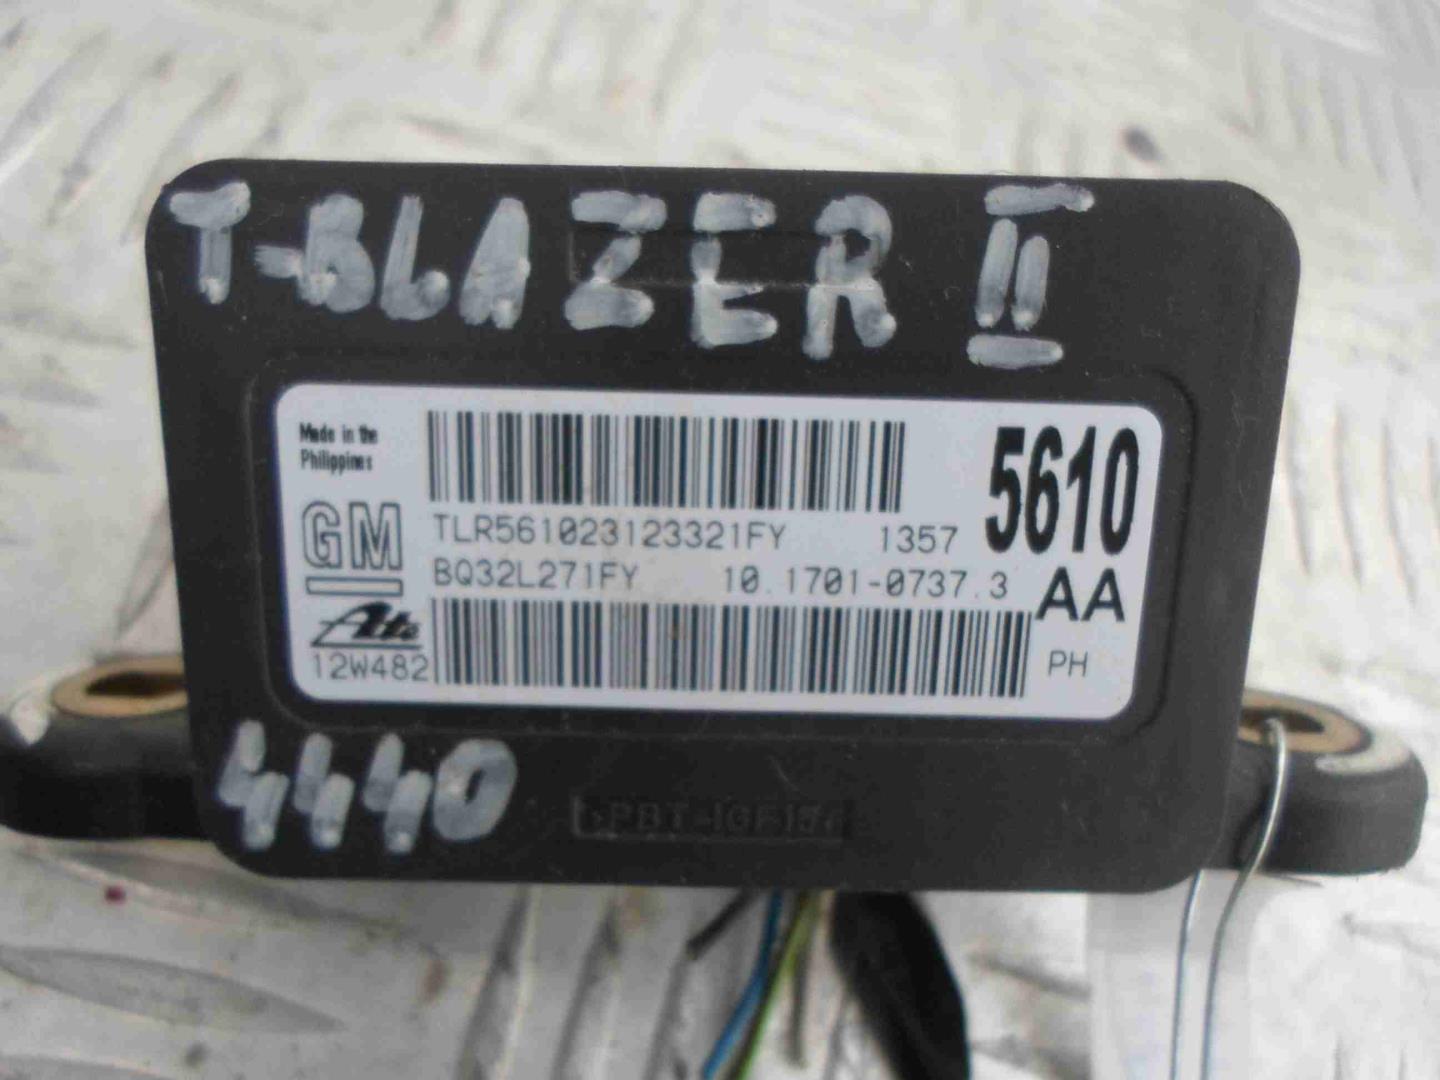 T-BLAZER II
Made in the
Philippines
5610
TLR561023123321FY 1357
GM
BQ32L271FY 10.1701-0737.3
AA
Ate
12W482
PH
4440